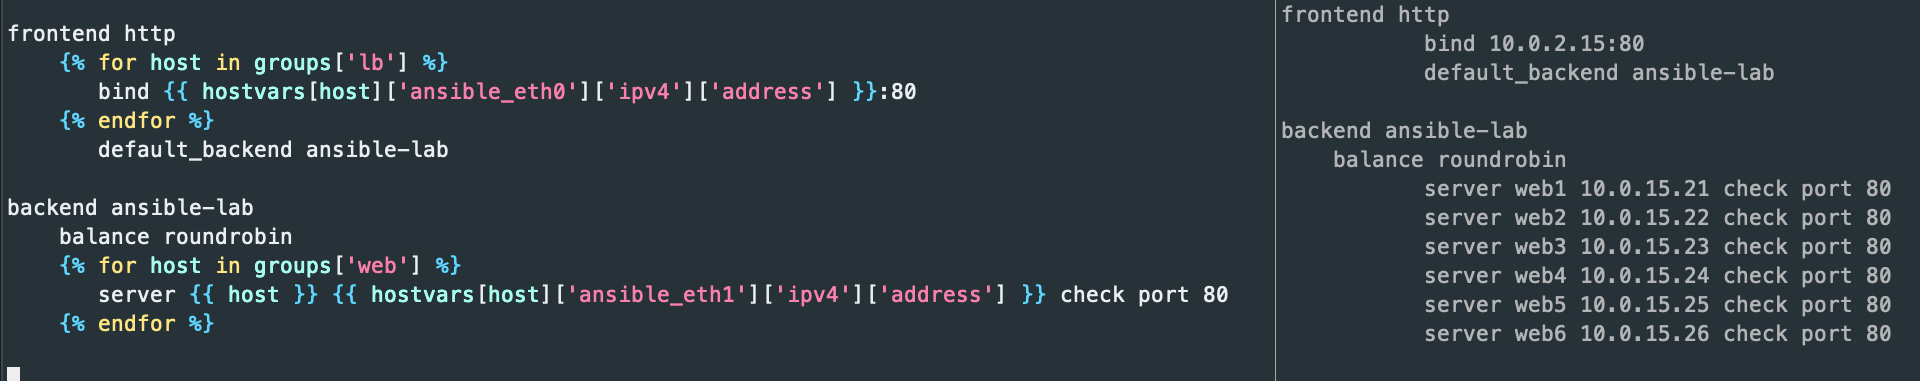 frontend http
    {% for host in groups['lb'] %}
       bind {{ hostvars[host]['ansible_eth0']['ipv4']['address'] }}:80
    {% endfor %}
       default_backend ansible-lab

backend ansible-lab
    balance roundrobin
    {% for host in groups['web'] %}
       server {{ host }} {{ hostvars[host]['ansible_eth1']['ipv4']['address'] }} check port 80
    {% endfor %}

frontend http
           bind 10.0.2.15:80
           default_backend ansible-lab

backend ansible-lab
    balance roundrobin
           server web1 10.0.15.21 check port 80
           server web2 10.0.15.22 check port 80
           server web3 10.0.15.23 check port 80
           server web4 10.0.15.24 check port 80
           server web5 10.0.15.25 check port 80
           server web6 10.0.15.26 check port 80